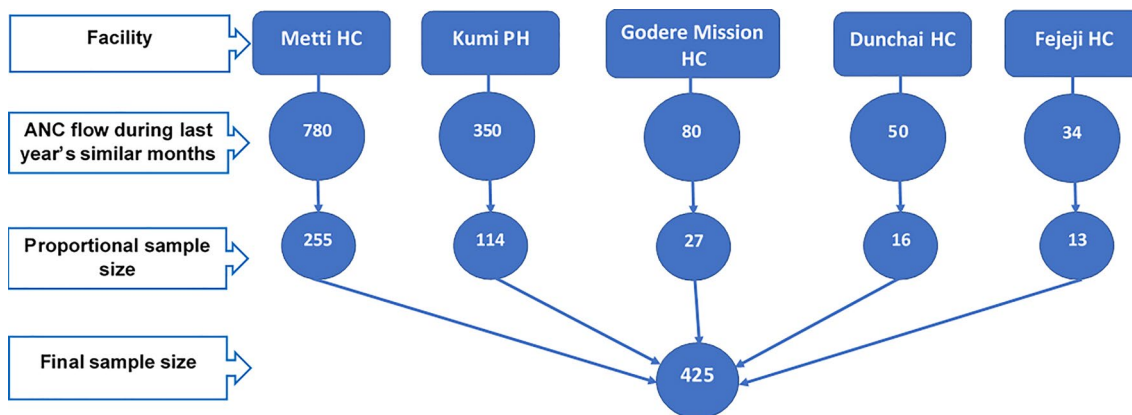 Facility
Metti HC
Kumi PH
Godere Mission
HC
Dunchai HC
Fejeji HC
ANC flow during last
year's similar months
780
350
80
50
34
Proportional sample
size
255
114
27
16
13
Final sample size
425